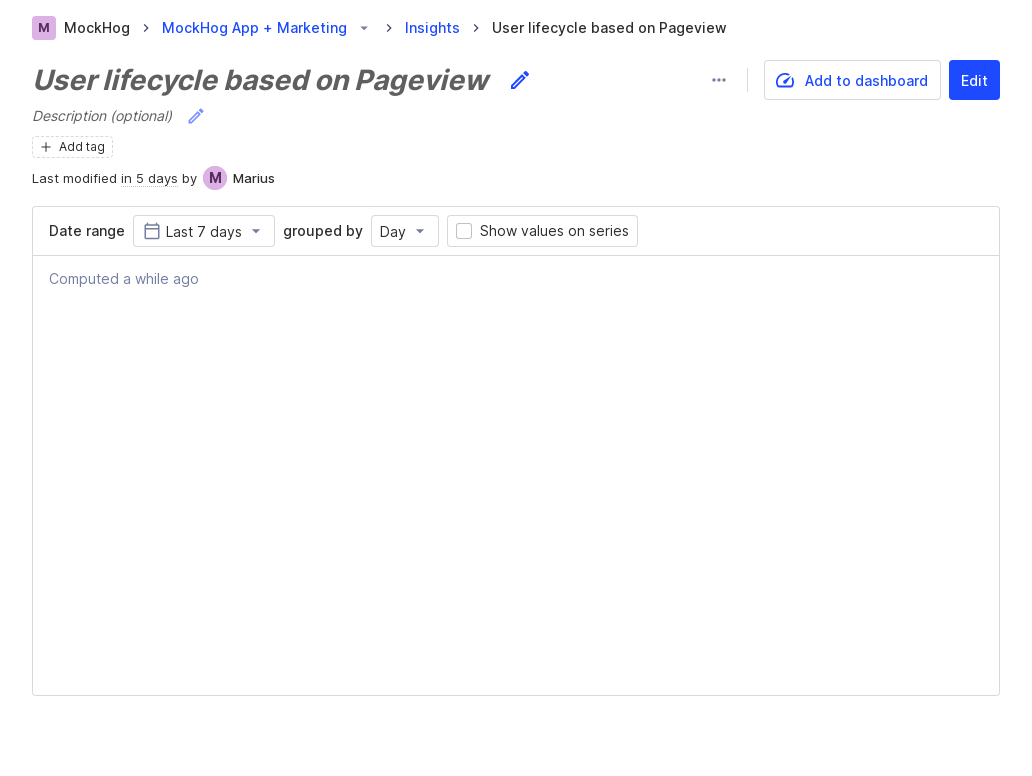 M MockHog MockHog App + Marketing Insights User lifecycle based on Pageview
User lifecycle based on Pageview
Add to dashboard Edit
Description (optional)
Add tag
Last modified in 5 days by M Marius
Date range Last 7 days grouped by Day Show values on series
Computed a while ago